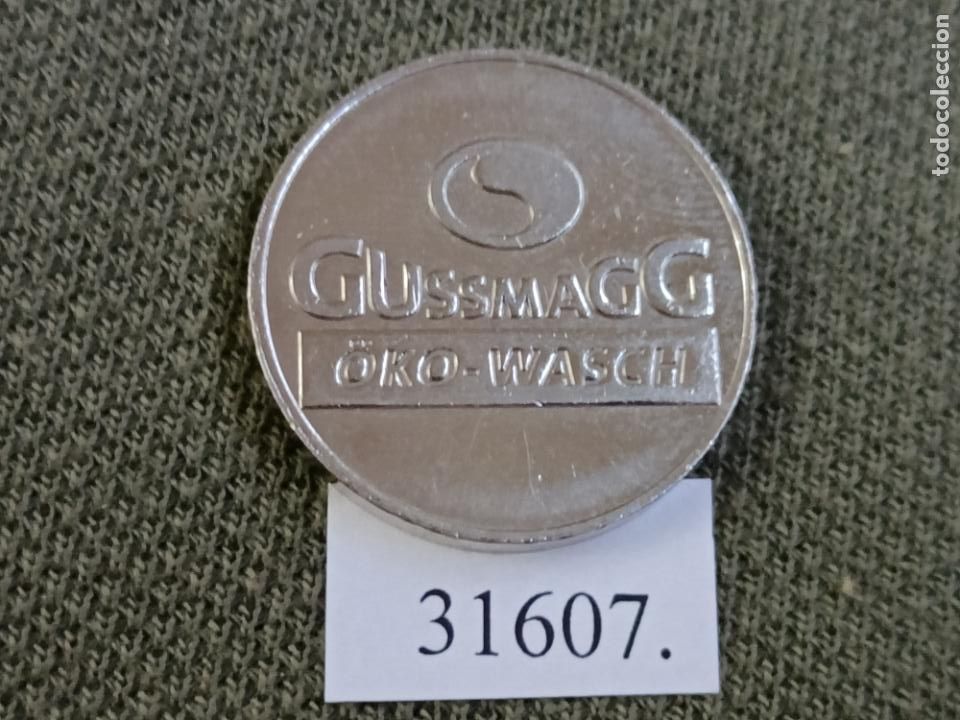 GUSSMAGG
ÖKO-WASCH
31607.
todocoleccion